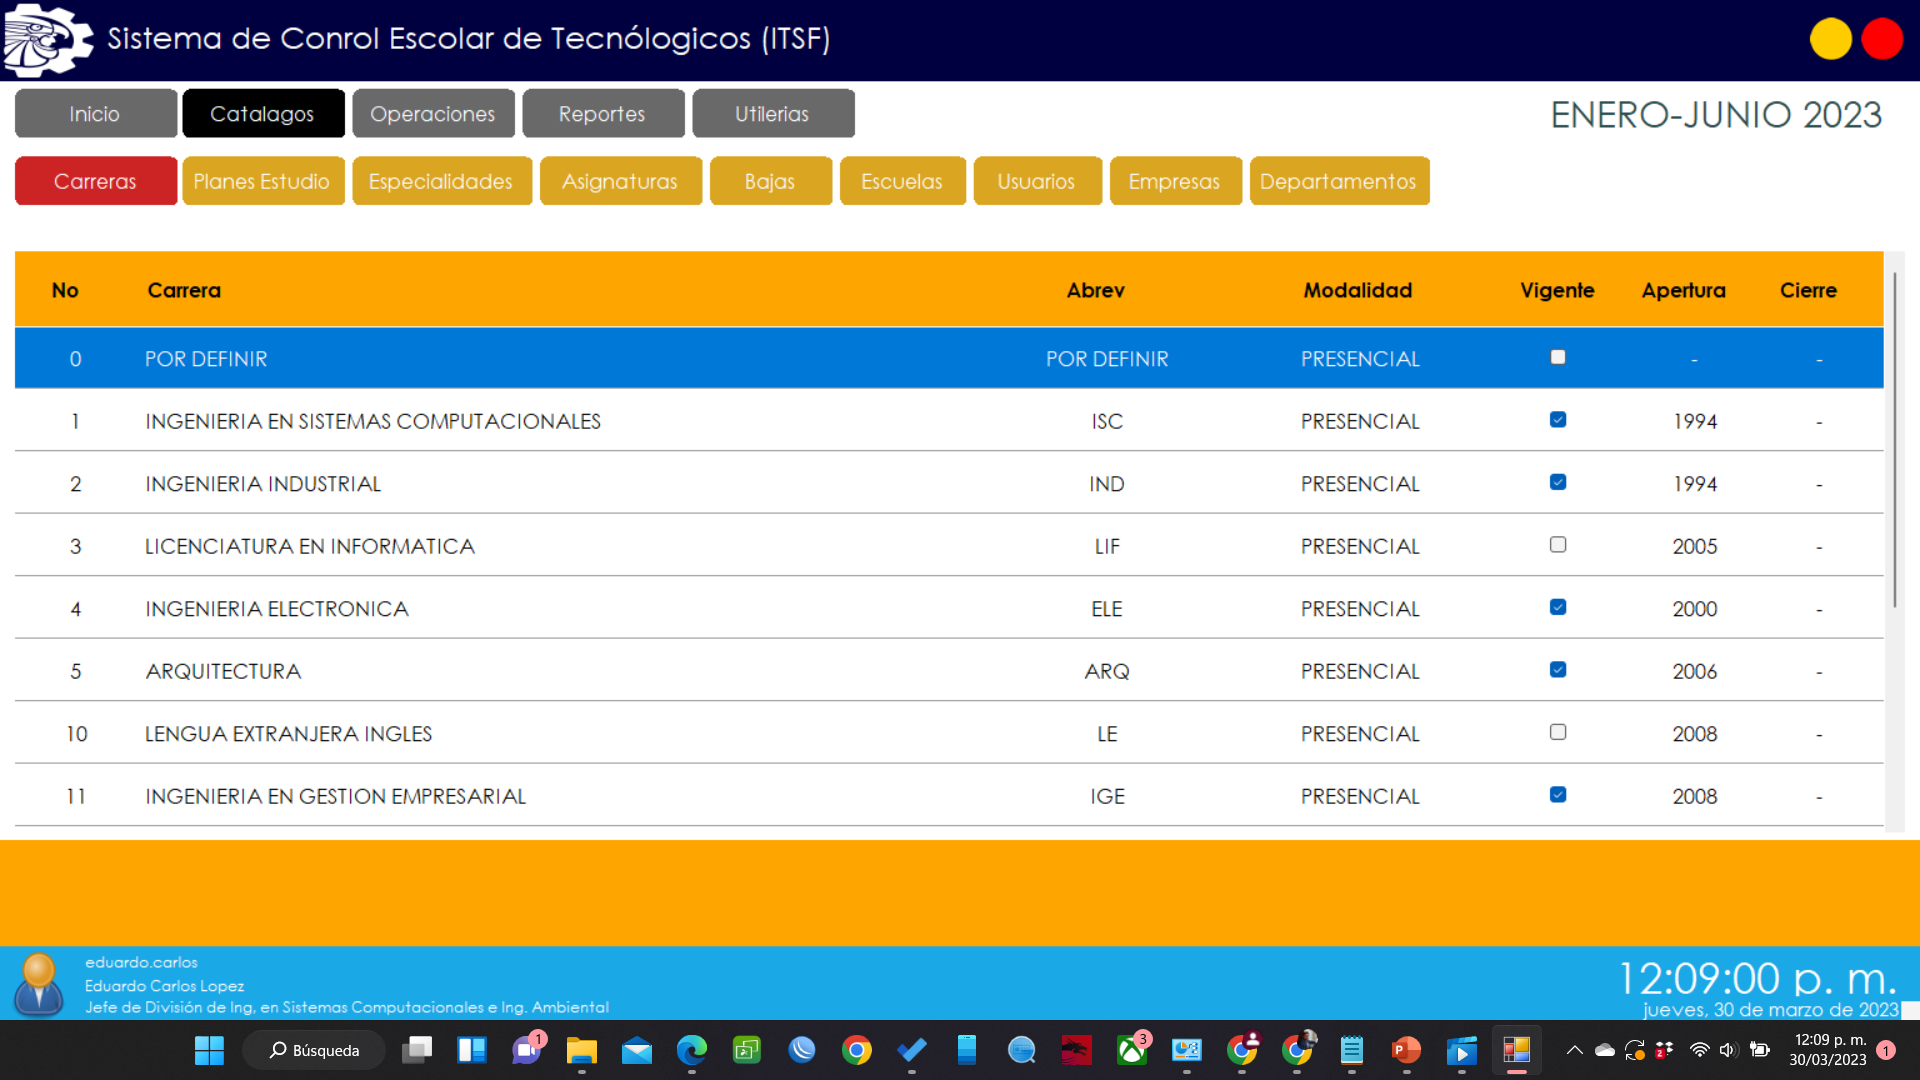 Sistema de Conrol Escolar de Tecnólogicos (ITSF)
Inicio Catalagos Operaciones Reportes Utilerias ENERO-JUNIO 2023
Carreras Planes Estudio Especialidades Asignaturas Bajas Escuelas Usuarios Empresas Departamentos
No Carrera Abrev Modalidad Vigente Apertura Cierre
0 POR DEFINIR POR DEFINIR PRESENCIAL - -
1 INGENIERIA EN SISTEMAS COMPUTACIONALES ISC PRESENCIAL 1994 -
2 INGENIERIA INDUSTRIAL IND PRESENCIAL 1994 -
3 LICENCIATURA EN INFORMATICA LIF PRESENCIAL 2005 -
4 INGENIERIA ELECTRONICA ELE PRESENCIAL 2000 -
5 ARQUITECTURA ARQ PRESENCIAL 2006 -
10 LENGUA EXTRANJERA INGLES LE PRESENCIAL 2008 -
11 INGENIERIA EN GESTION EMPRESARIAL IGE PRESENCIAL 2008 -
eduardo.carlos
Eduardo Carlos Lopez
Jefe de División de Ing, en Sistemas Computacionales e Ing. Ambiental
12:09:00 p. m.
jueves, 30 de marzo de 2023
Búsqueda 1 3 P 2 12:09 p. m. 1
30/03/2023